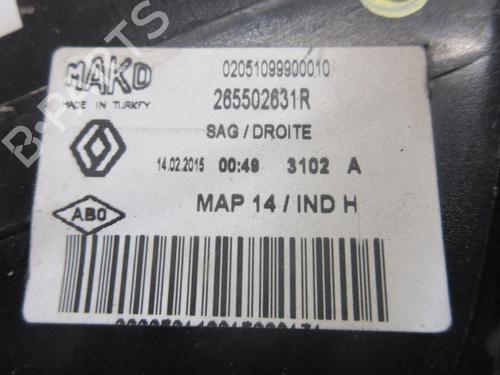 MAKO
MADE IN TURKEY
02051099900010
265502631R
SAG / DROITE
14.02.2015 00:49 3102 A
ABO
MAP 14 / IND H
B-PARTS